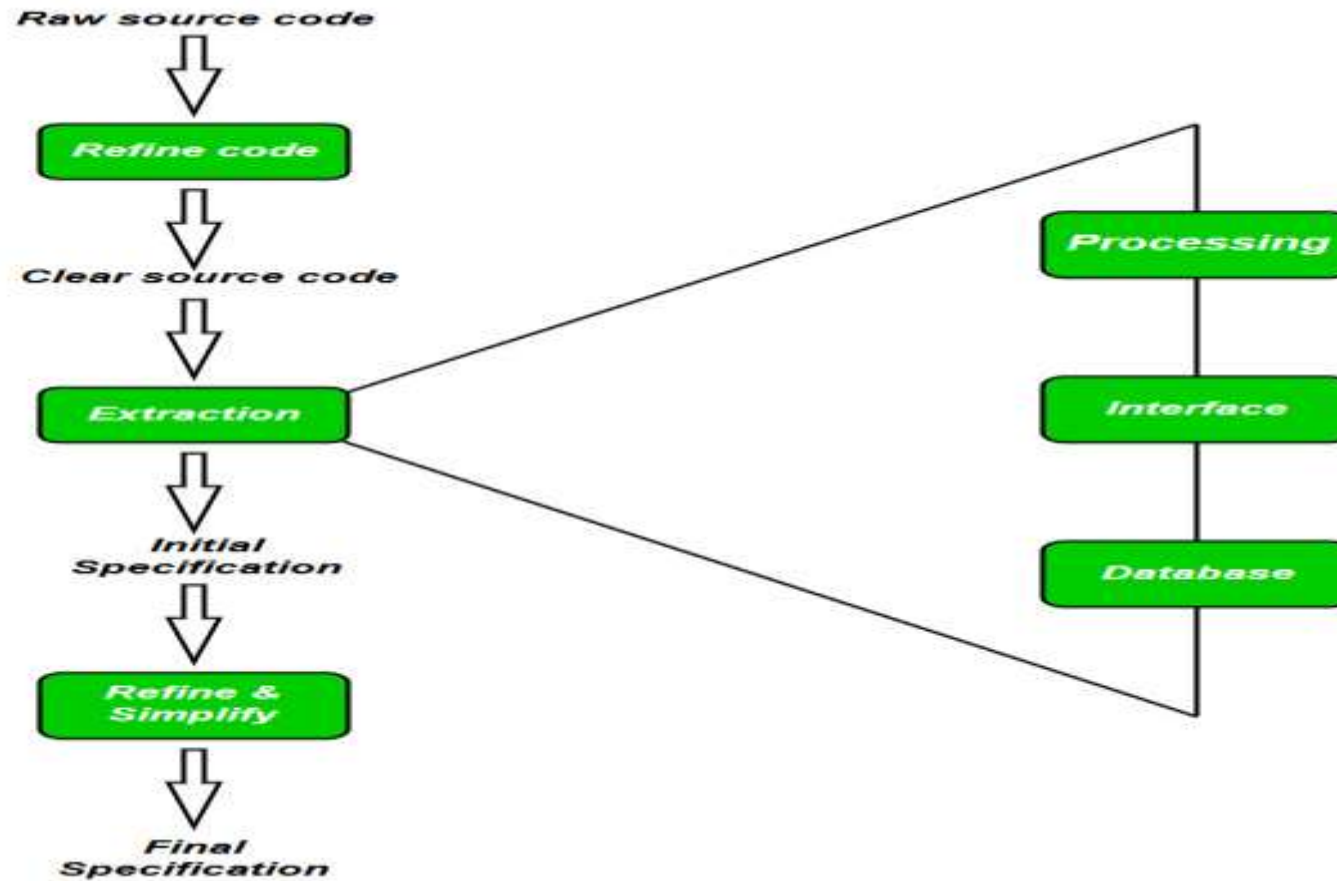 Raw source code
Refine code
Clear source code
Extraction
Initial
Specification
Refine &
Simplify
Final
Specification
Processing
Interface
Database